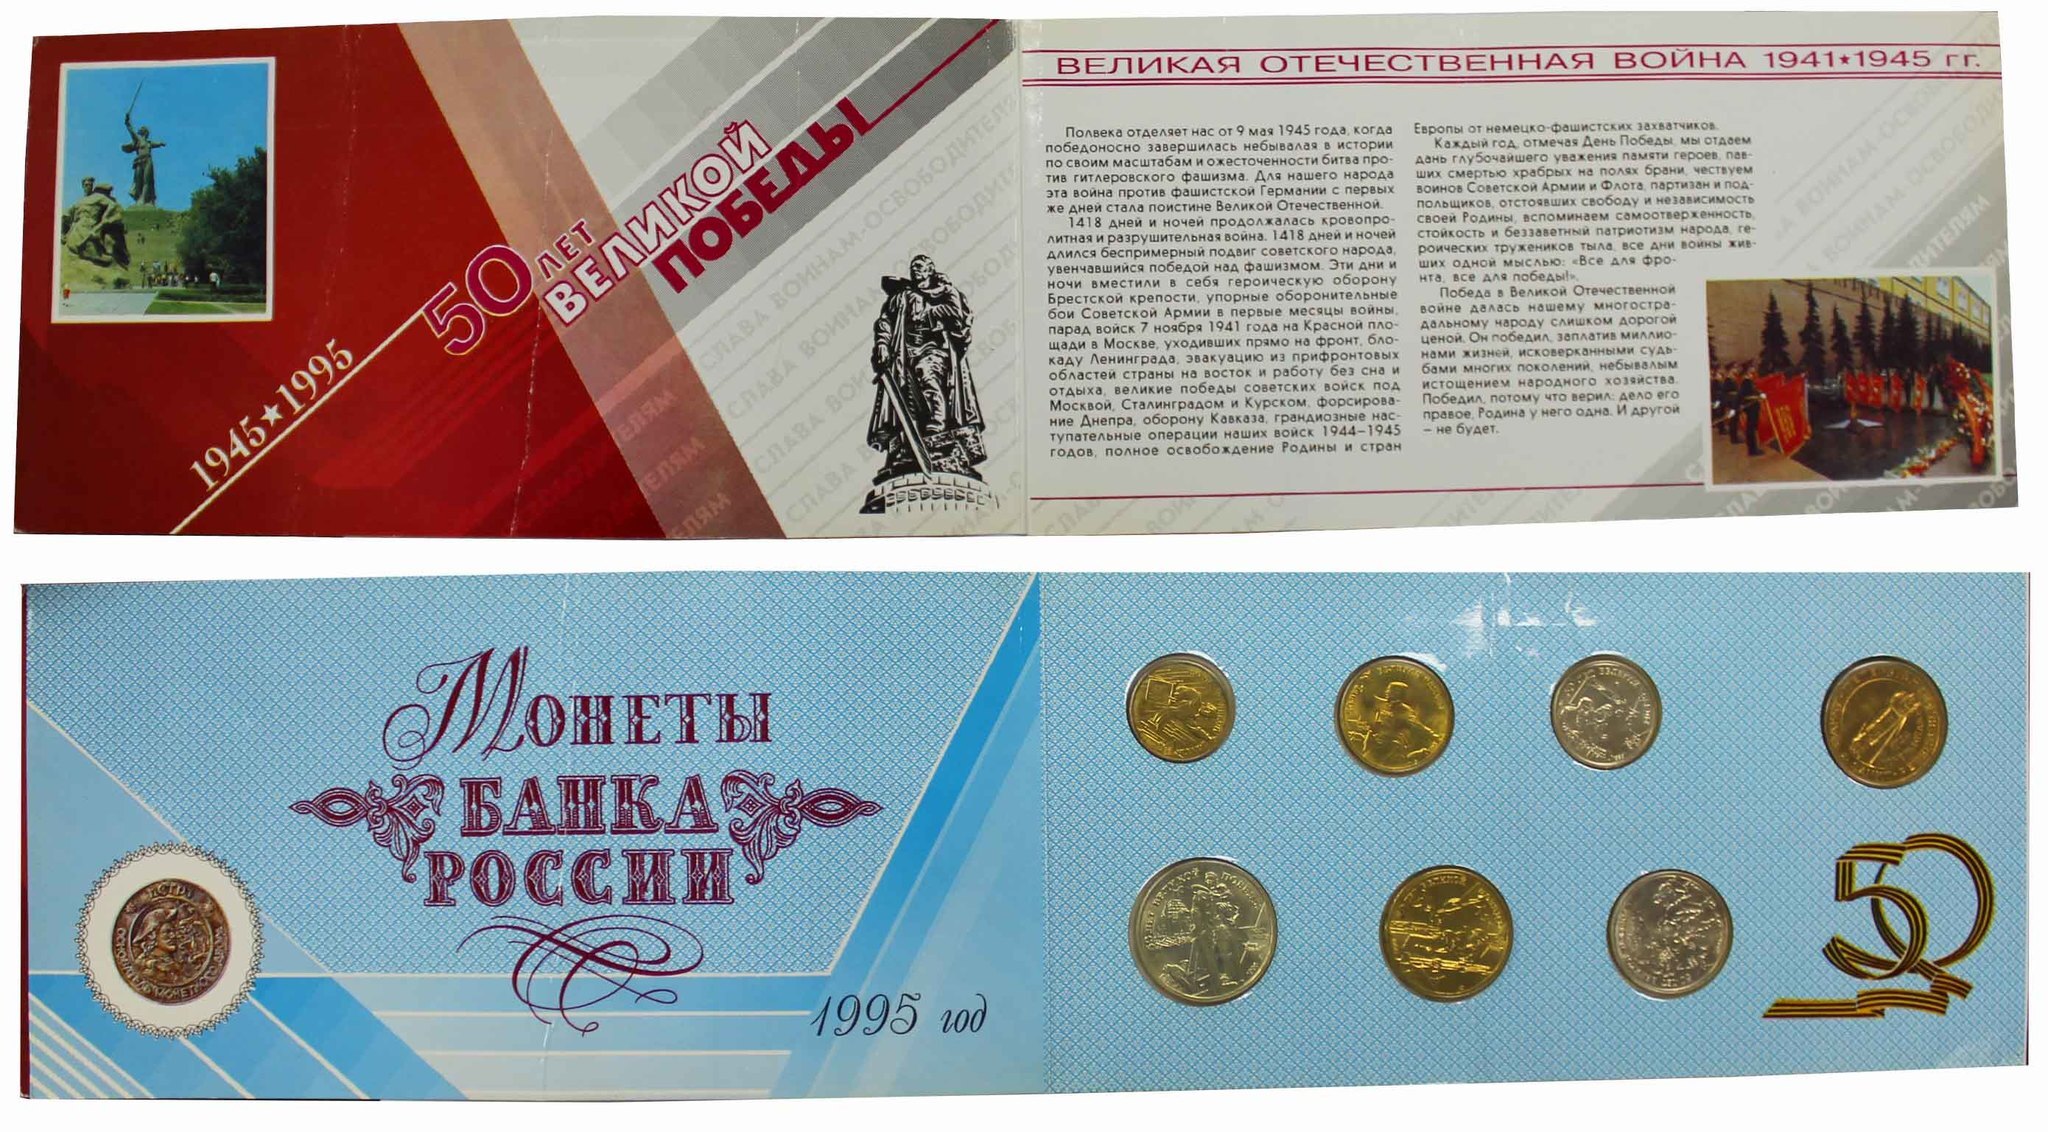 1945★1995
50 ЛЕТ
ВЕЛИКОЙ
ПОБЕДЫ
ВЕЛИКАЯ ОТЕЧЕСТВЕННАЯ ВОЙНА 1941★1945 ГГ.
Полвека отделяет нас от 9 мая 1945 года, когда
победоносно завершилась небывалая в истории
по своим масштабам и ожесточенности битва про-
тив гитлеровского фашизма. Для нашего народа
эта война против фашистской Германии с первых
же дней стала поистине Великой Отечественной.
1418 дней и ночей продолжалась кровопро-
литная и разрушительная война. 1418 дней и ночей
длился беспримерный подвиг советского народа,
увенчавшийся победой над фашизмом. Эти дни и
ночи вместили в себя героическую оборону
Брестской крепости, упорные оборонительные
бои Советской Армии в первые месяцы войны,
парад войск 7 ноября 1941 года на Красной пло-
щади в Москве, уходивших прямо на фронт, бло-
каду Ленинграда, эвакуацию из прифронтовых
областей страны на восток и работу без сна и
отдыха, великие победы советских войск под
Москвой, Сталинградом и Курском, форсирова-
ние Днепра, оборону Кавказа, грандиозные нас-
тупательные операции наших войск 1944–1945
годов, полное освобождение Родины и стран
Европы от немецко-фашистских захватчиков.
Каждый год, отмечая День Победы, мы отдаем
дань глубочайшего уважения памяти героев, пав-
ших смертью храбрых на полях брани, чествуем
воинов Советской Армии и Флота, партизан и под-
польщиков, отстоявших свободу и независимость
своей Родины, вспоминаем самоотверженность,
стойкость и беззаветный патриотизм народа, ге-
роических тружеников тыла, все дни войны жив-
ших одной мыслью: «Все для фро-
нта, все для победы!».
Победа в Великой Отечественной
войне далась нашему многостра-
дальному народу слишком дорогой
ценой. Он победил, заплатив миллио-
нами жизней, исковерканными судь-
бами многих поколений, небывалым
истощением народного хозяйства.
Победил, потому что верил: дело его
правое, Родина у него одна. И другой
– не будет.
СЛАВА ВОИНАМ-ОСВОБОДИТЕЛЯМ
Монеты
БАНКА
РОССИИ
1995 год
50